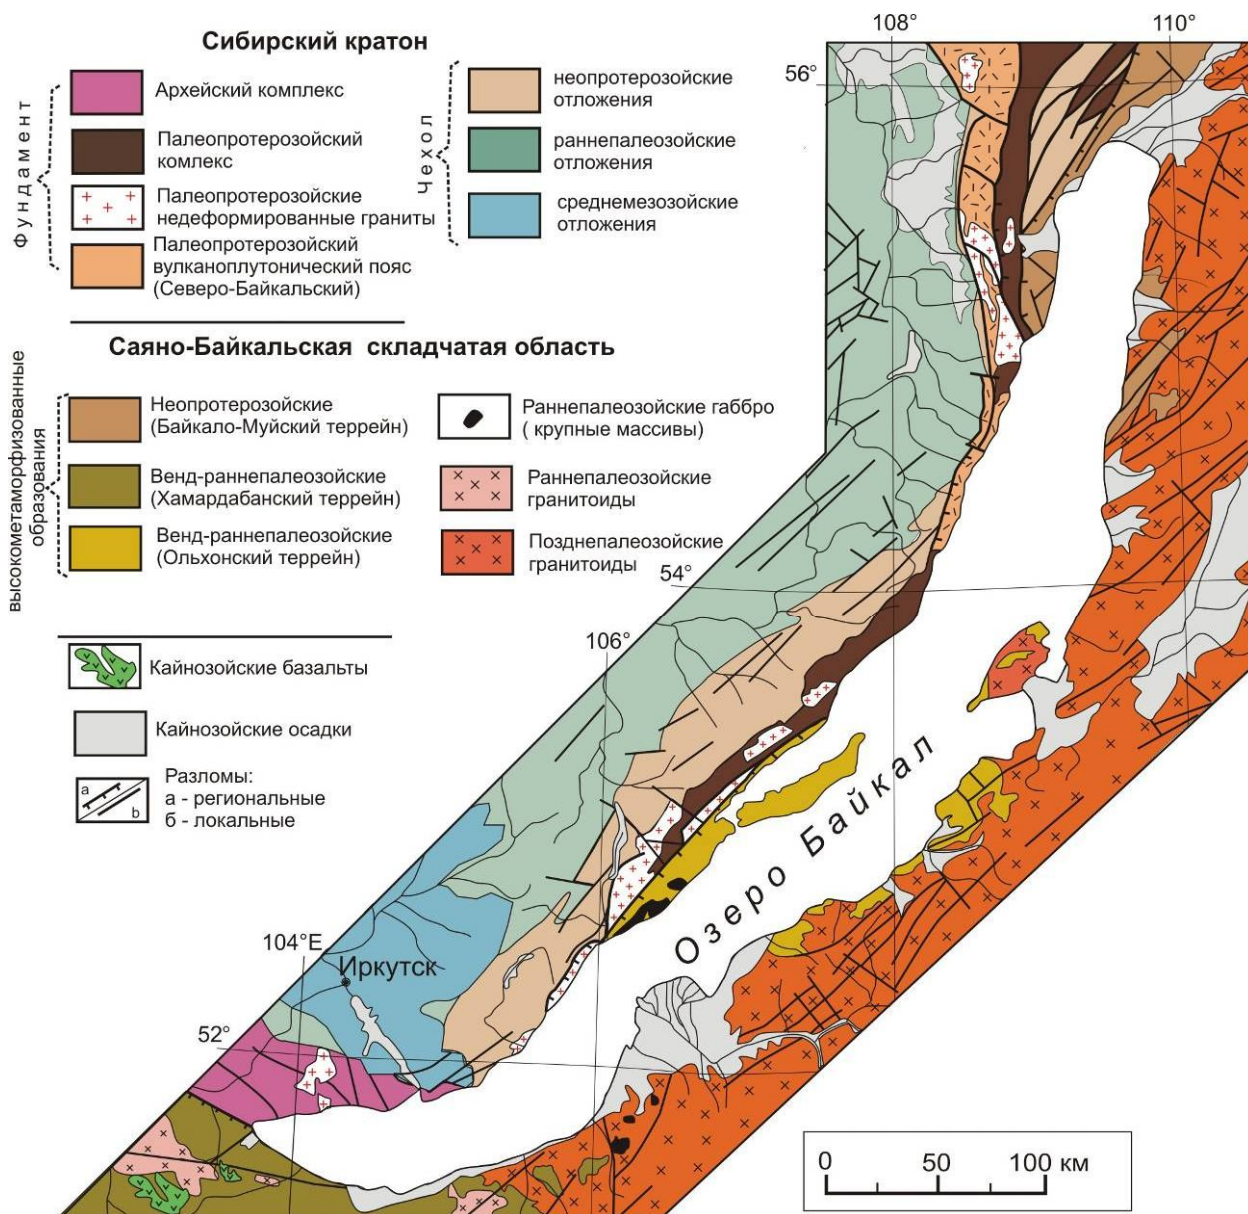 Сибирский кратон
Фундамент
Архейский комплекс
Палеопротерозойский
комлекс
Палеопротерозойские
недеформированные граниты
Палеопротерозойский
вулканоплутонический пояс
(Северо-Байкальский)
Чехол
неопротерозойские
отложения
раннепалеозойские
отложения
среднемезозойские
отложения
Саяно-Байкальская складчатая область
высокометаморфизованные
образования
Неопротерозойские
(Байкало-Муйский террейн)
Венд-раннепалеозойские
(Хамардабанский террейн)
Венд-раннепалеозойские
(Ольхонский террейн)
Раннепалеозойские габбро
( крупные массивы)
Раннепалеозойские
гранитоиды
Позднепалеозойские
гранитоиды
Кайнозойские базальты
Кайнозойские осадки
a
b
Разломы:
а - региональные
б - локальные
108°
110°
56°
54°
106°
104°E
Иркутск
52°
Озеро Байкал
0 50 100 км